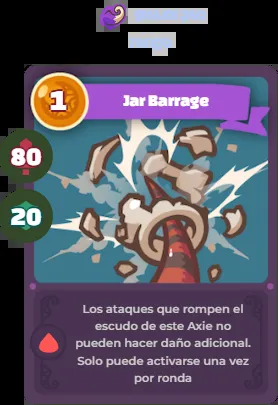 1
Jar Barrage
80
20
Los ataques que rompen el
escudo de este Axie no
pueden hacer daño adicional.
Solo puede activarse una vez
por ronda